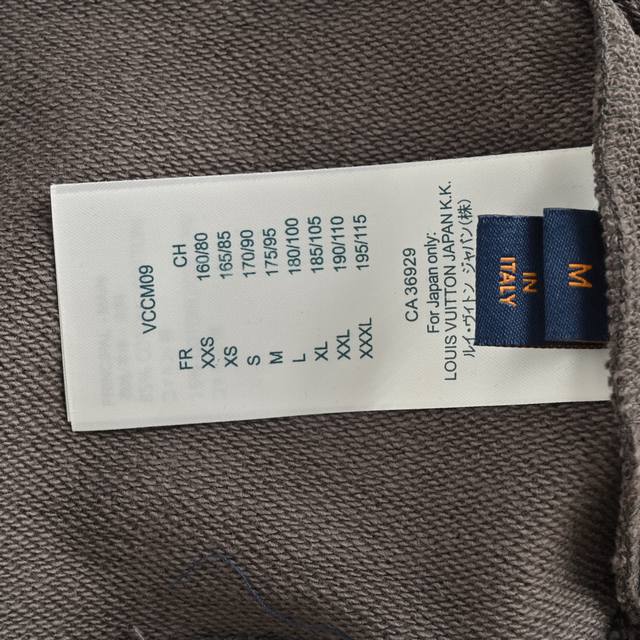 VCCM09
FR CH
XXS 160/80
XS 165/85
S 170/90
M 175/95
L 180/100
XL 185/105
XXL 190/110
XXXL 195/115
CA 36929
For Japan only:
LOUIS VUITTON JAPAN K.K.
ルイ・ヴィトン ジャパン(株)
IN
ITALY
M